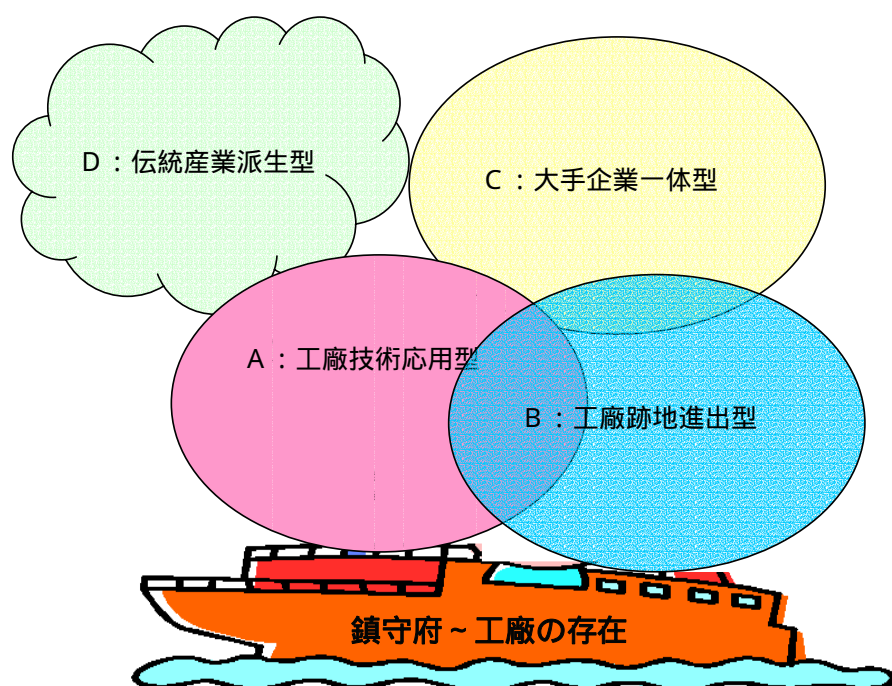 D：伝統産業派生型
C：大手企業一体型
A：工廠技術応用型
B：工廠跡地進出型
鎮守府～工廠の存在